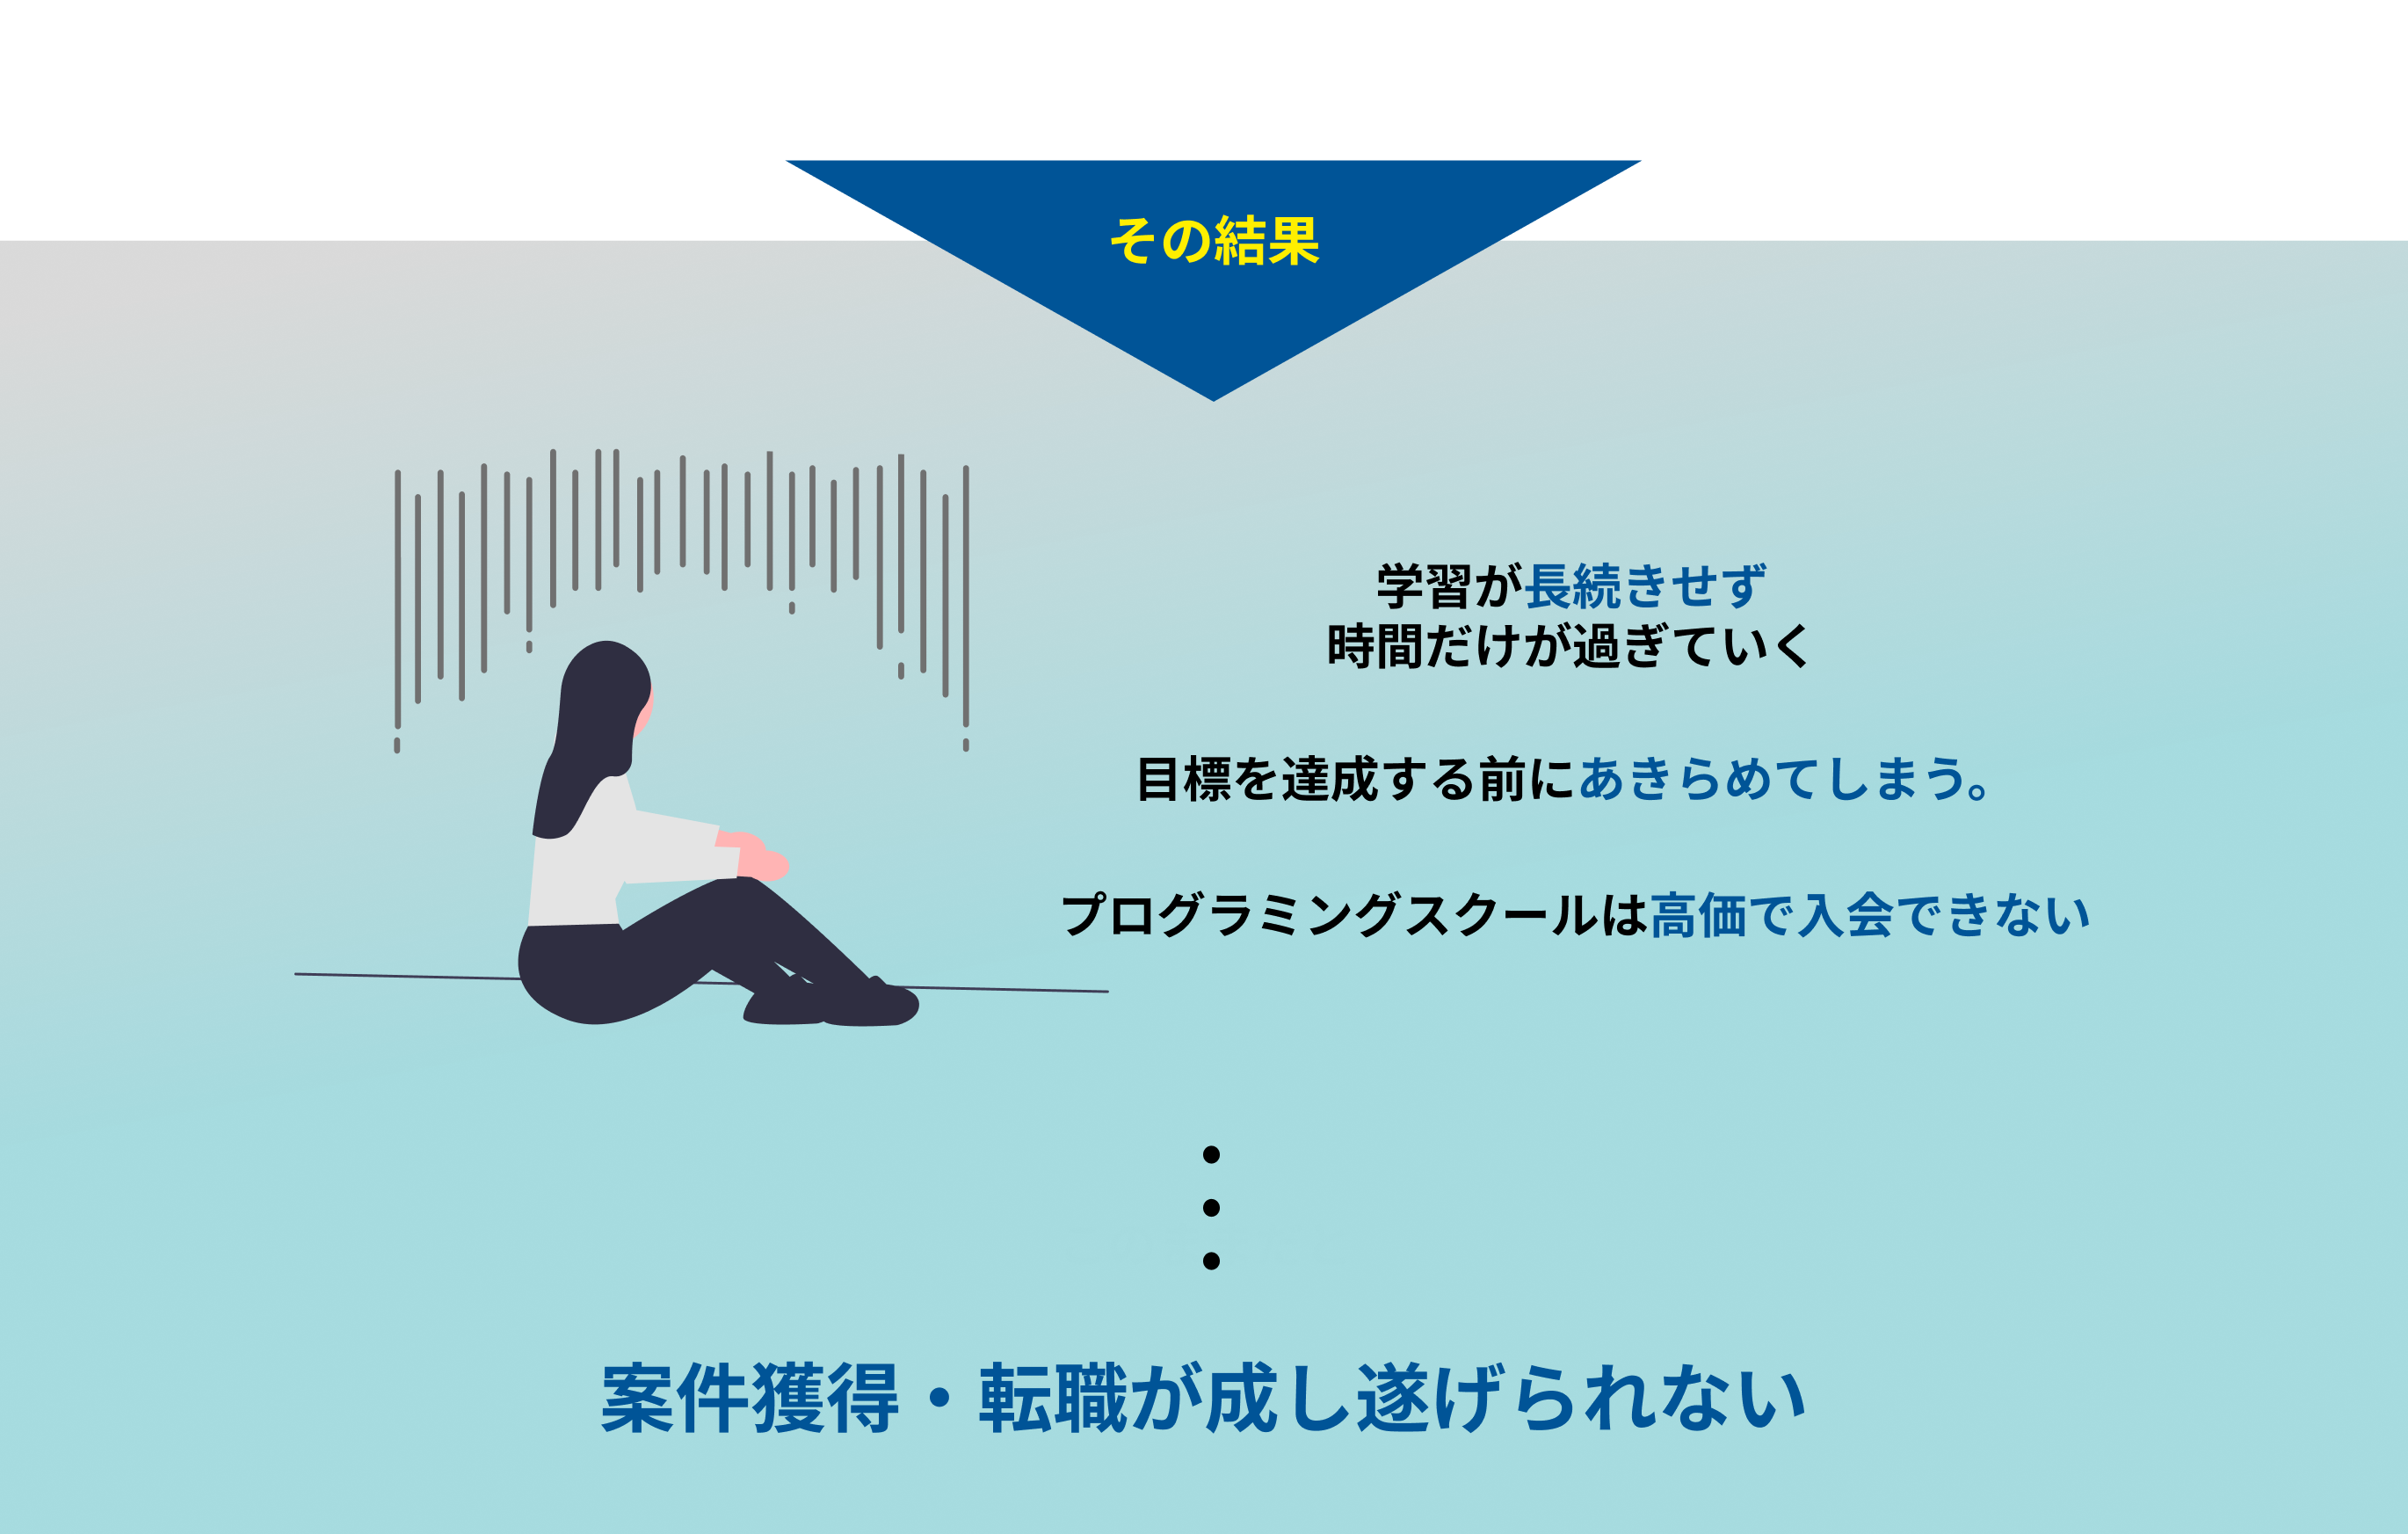 その結果
学習が長続きせず
時間だけが過ぎていく
目標を達成する前にあきらめてしまう。
プログラミングスクールは高価で入会できない
案件獲得・転職が成し遂げられない